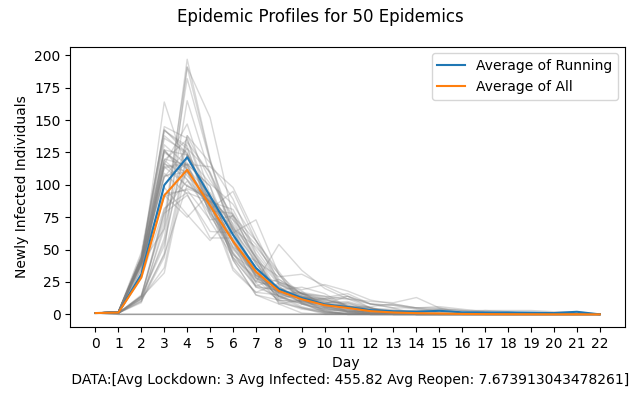 Epidemic Profiles for 50 Epidemics
200
175
150
125
100
75
50
25
0
Newly Infected Individuals
Average of Running
Average of All
0 1 2 3 4 5 6 7 8 9 10 11 12 13 14 15 16 17 18 19 20 21 22
Day
DATA:[Avg Lockdown: 3 Avg Infected: 455.82 Avg Reopen: 7.673913043478261]